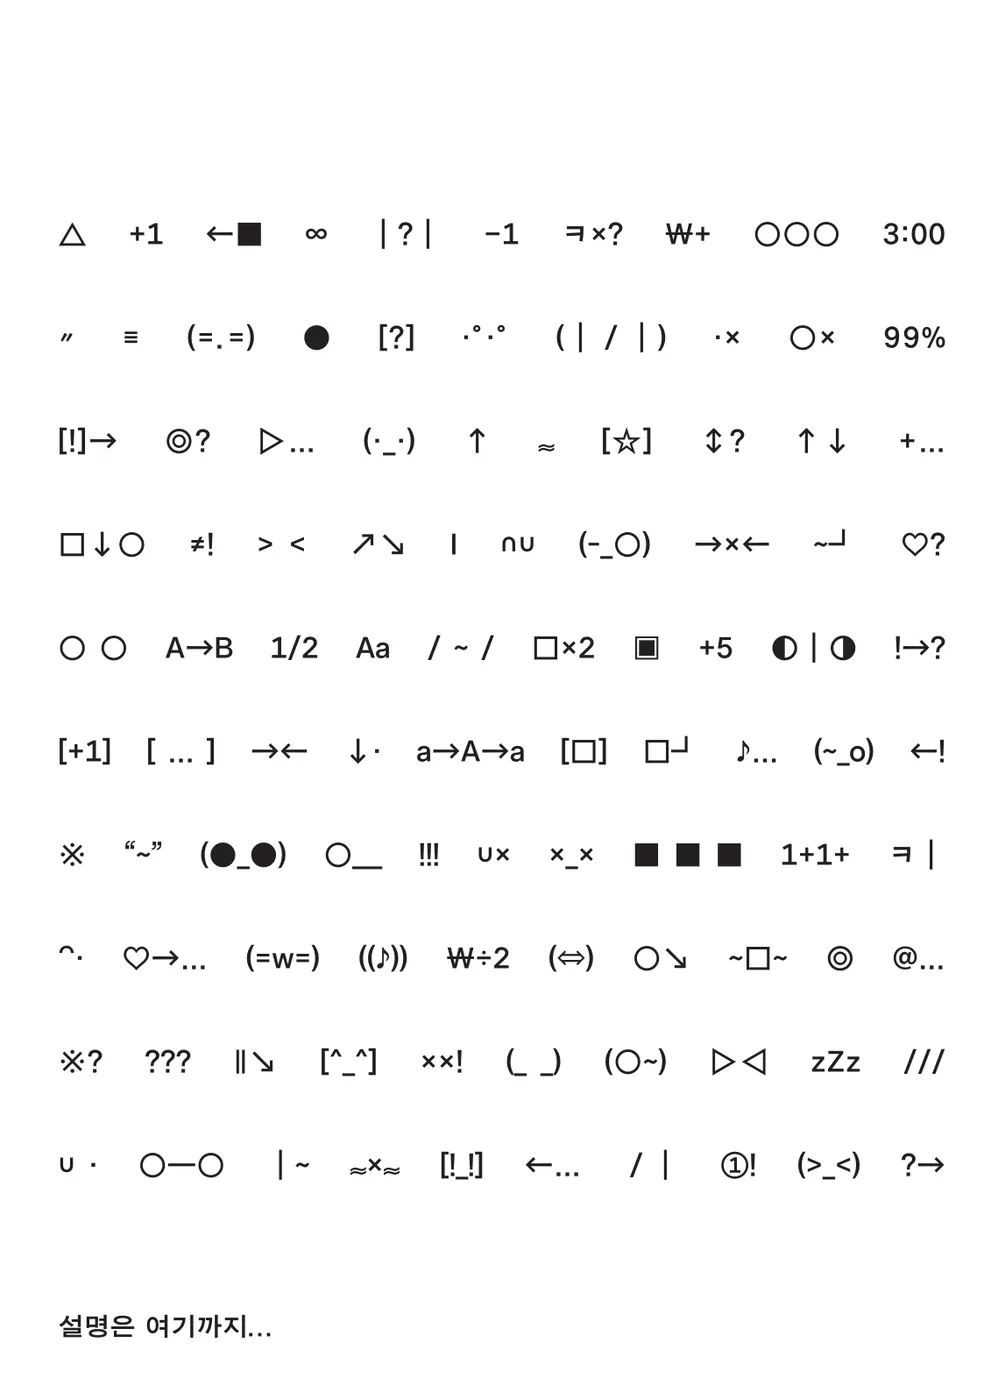 △ +1 ←■ ∞ |?| −1 ㅋ×? ₩+ ○○○ 3:00
〃 ≡ (=.=) ● [?] ·°·° (| / |) ·× ○× 99%
[!]→ ◎? ▷... (·_·) ↑ ≈ [☆] ↕? ↑↓ +...
□↓○ ≠! > < ↗↘ I ∩∪ (-_○) →×← ~┘ ♡?
○ ○ A→B 1/2 Aa / ~ / □×2 ▣ +5 ◐|◑ !→?
[+1] [ ... ] →← ↓· a→A→a [□] □┘ ♪... (~_o) ←!
※ “~” (●_●) ○__ !!! ∪× ×_× ■ ■ ■ 1+1+ ㅋ|
⌒· ♡→... (=w=) ((♪)) ₩÷2 (⇔) ○↘ ~□~ ◎ @...
※? ??? ∥↘ [^_^] ××! (_ _) (○~) ▷◁ zZz ///
∪ · ○—○ |~ ≈×≈ [!_!] ←... / | ①! (>_<) ?→
설명은 여기까지...